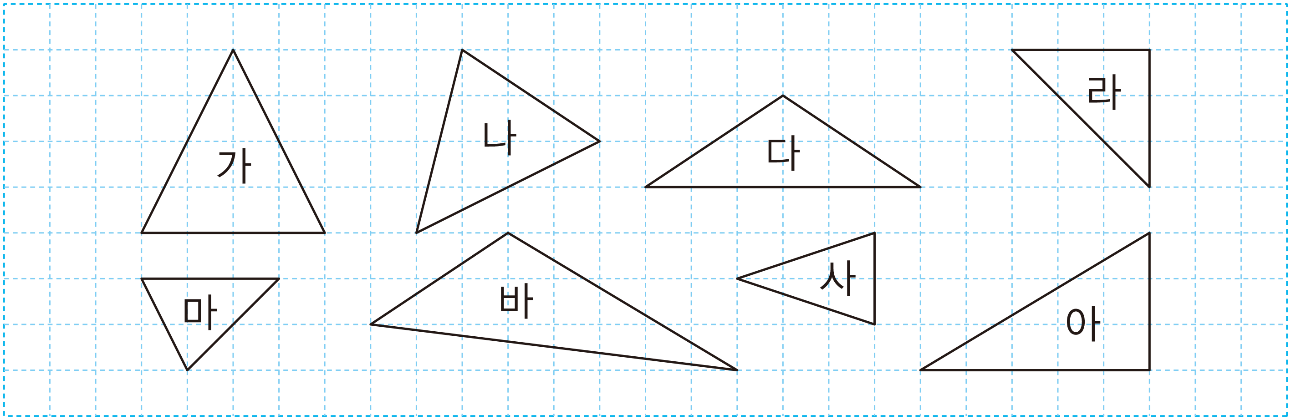 가
나
다
라
마
바
사
아